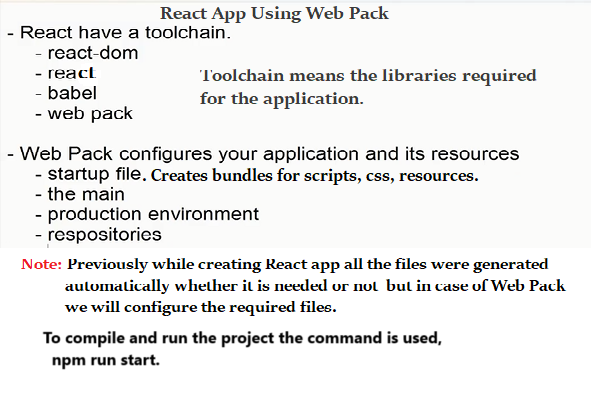 React App Using Web Pack
- React have a toolchain.
- react-dom
- react
- babel
- web pack
Toolchain means the libraries required
for the application.
- Web Pack configures your application and its resources
- startup file. Creates bundles for scripts, css, resources.
- the main
- production environment
- respositories
Note: Previously while creating React app all the files were generated
automatically whether it is needed or not but in case of Web Pack
we will configure the required files.
To compile and run the project the command is used,
npm run start.